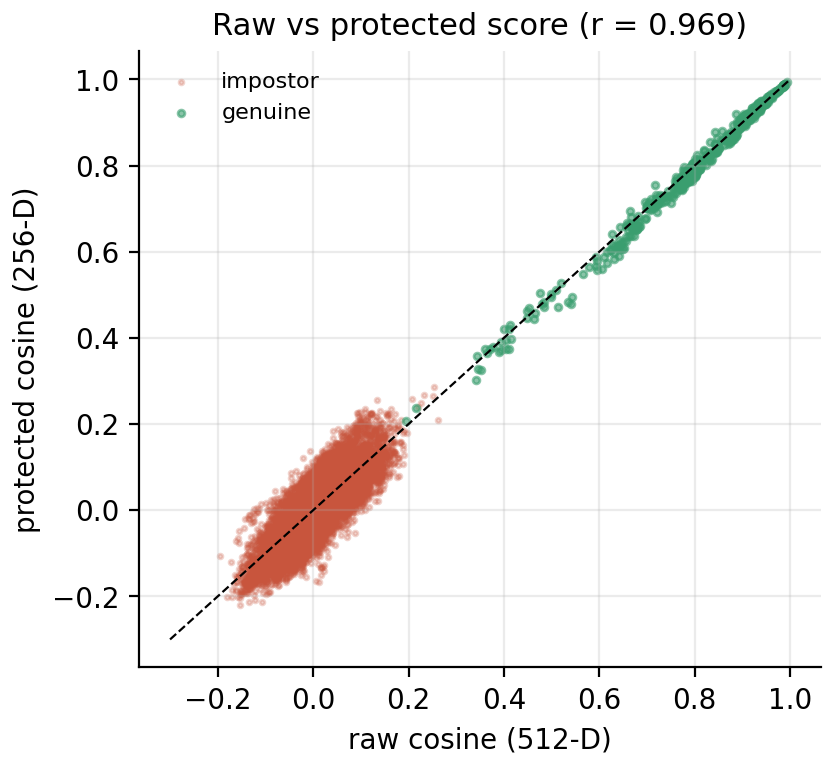 Raw vs protected score (r = 0.969)
impostor
genuine
1.0
0.8
0.6
0.4
0.2
0.0
−0.2
protected cosine (256-D)
−0.2 0.0 0.2 0.4 0.6 0.8 1.0
raw cosine (512-D)